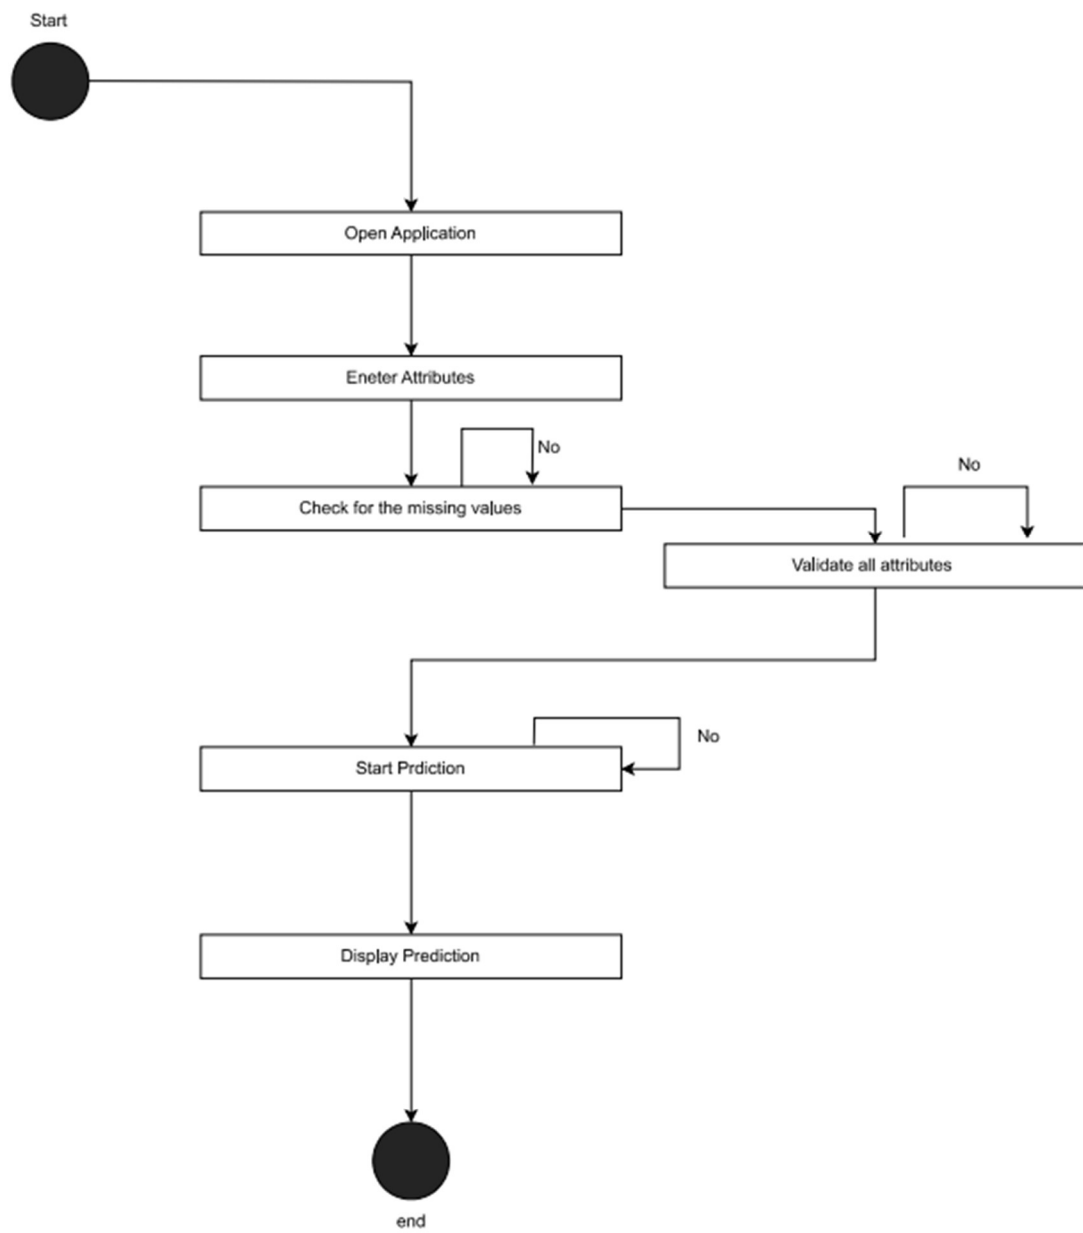 Start
Open Application
Eneter Attributes
No
Check for the missing values
No
Validate all attributes
No
Start Prdiction
Display Prediction
end